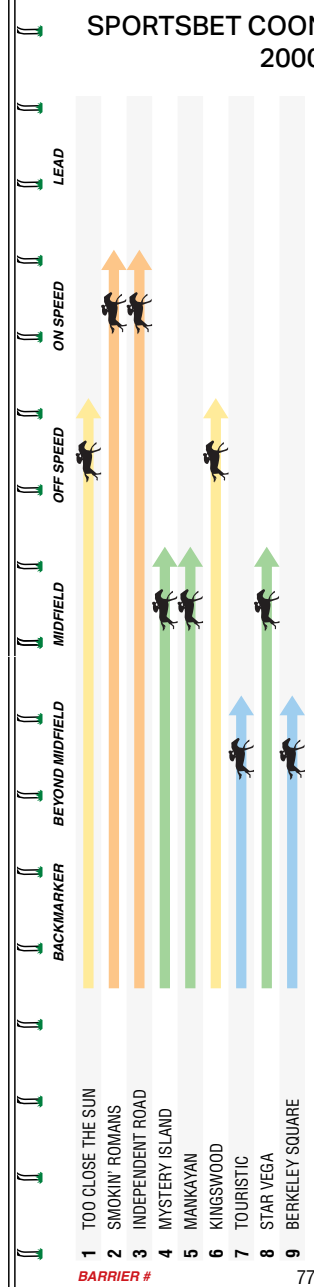 SPORTSBET COON
2000
LEAD
ON SPEED
OFF SPEED
MIDFIELD
BEYOND MIDFIELD
BACKMARKER
1 TOO CLOSE THE SUN
2 SMOKIN' ROMANS
3 INDEPENDENT ROAD
4 MYSTERY ISLAND
5 MANKAYAN
6 KINGSWOOD
7 TOURISTIC
8 STAR VEGA
9 BERKELEY SQUARE
BARRIER #
77